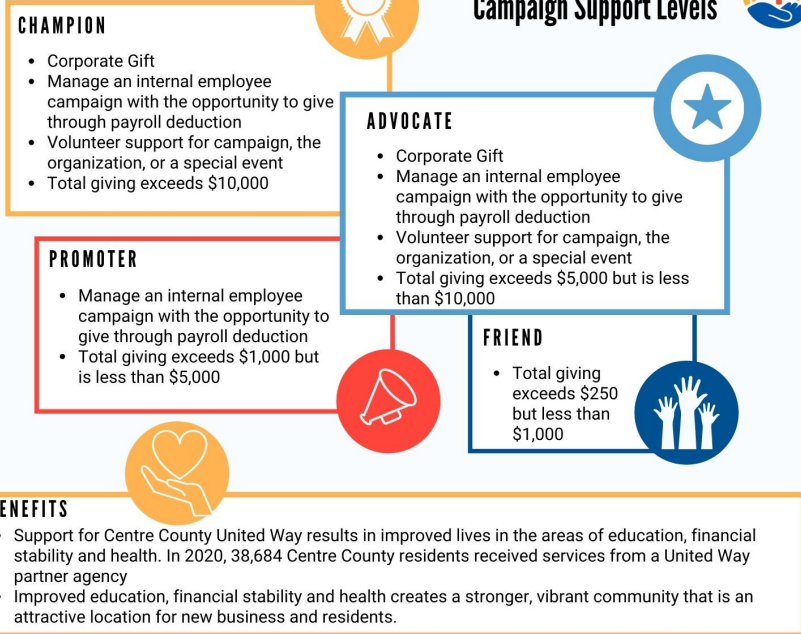 Campaign Support Levels
CHAMPION
• Corporate Gift
• Manage an internal employee
campaign with the opportunity to give
through payroll deduction
• Volunteer support for campaign, the
organization, or a special event
• Total giving exceeds $10,000
ADVOCATE
• Corporate Gift
• Manage an internal employee
campaign with the opportunity to give
through payroll deduction
• Volunteer support for campaign, the
organization, or a special event
• Total giving exceeds $5,000 but is less
than $10,000
PROMOTER
• Manage an internal employee
campaign with the opportunity to
give through payroll deduction
• Total giving exceeds $1,000 but
is less than $5,000
FRIEND
• Total giving
exceeds $250
but less than
$1,000
ENEFITS
• Support for Centre County United Way results in improved lives in the areas of education, financial
stability and health. In 2020, 38,684 Centre County residents received services from a United Way
partner agency
• Improved education, financial stability and health creates a stronger, vibrant community that is an
attractive location for new business and residents.